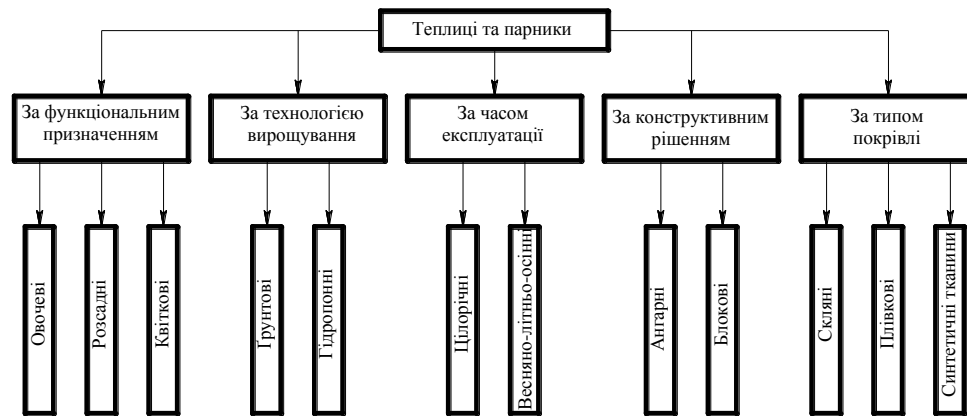 Теплиці та парники
За функціональним
призначенням
За технологією
вирощування
За часом
експлуатації
За конструктивним
рішенням
За типом
покрівлі
Овочеві
Розсадні
Квіткові
Ґрунтові
Гідропонні
Цілорічні
Весняно-літньо-осінні
Ангарні
Блокові
Скляні
Плівкові
Синтетичні тканини